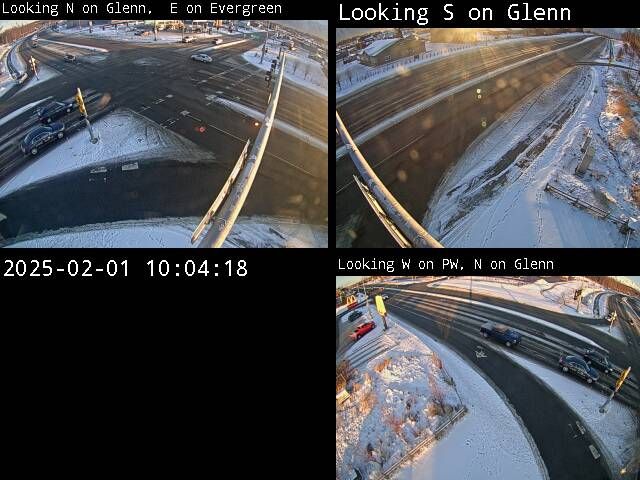 Looking N on Glenn,  E on Evergreen
Looking S on Glenn
2025-02-01 10:04:18
Looking W on PW, N on Glenn